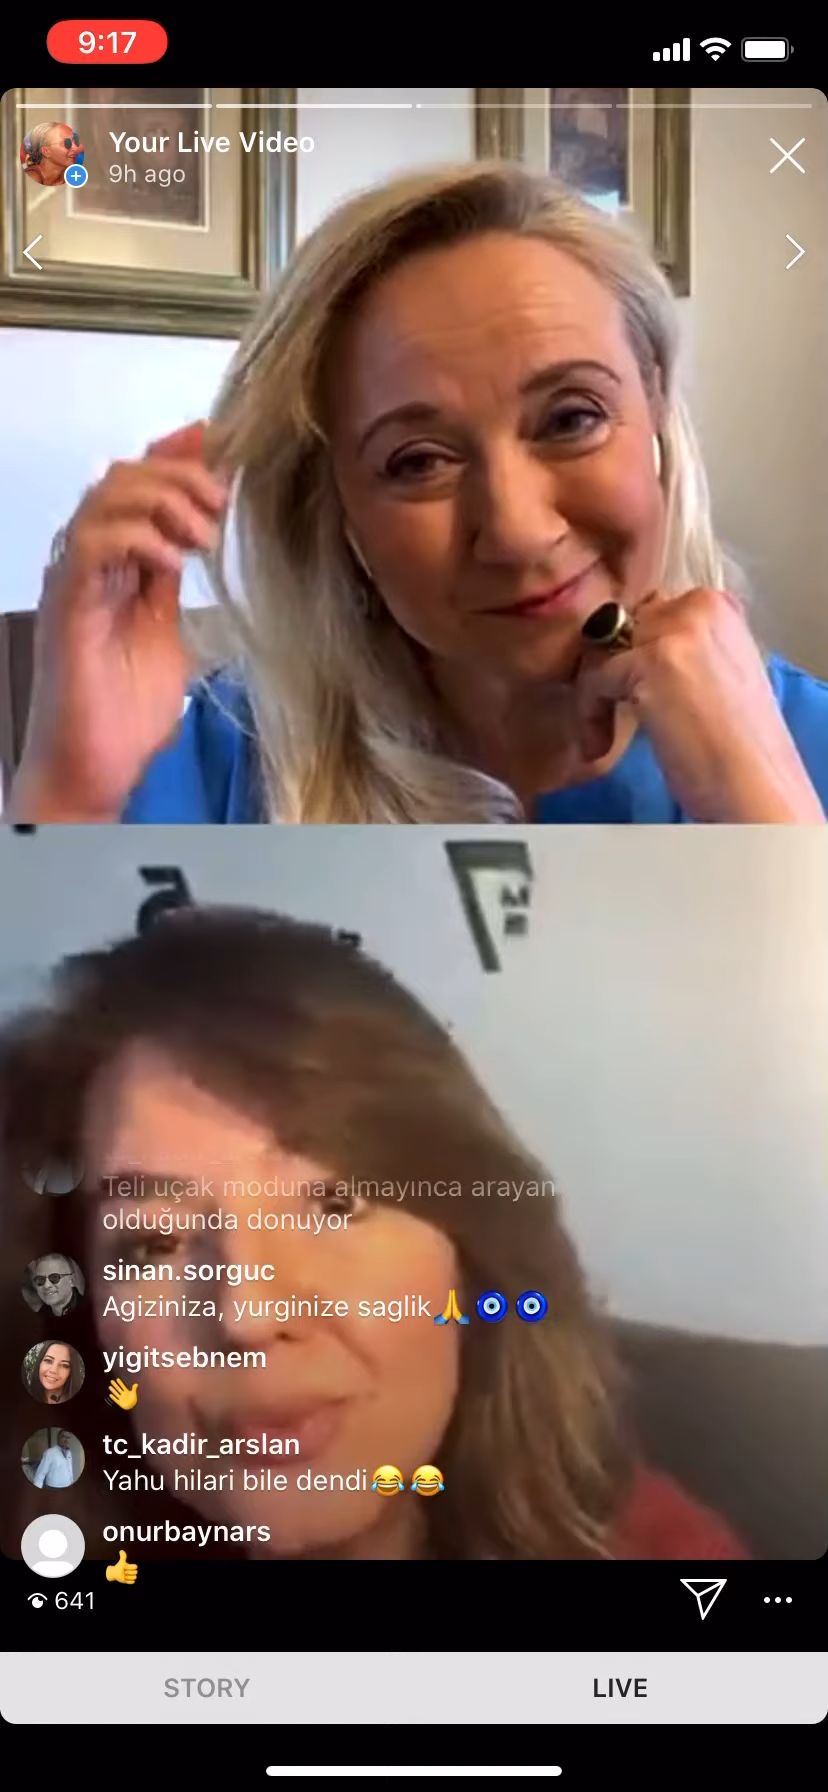 9:17
Your Live Video
9h ago
Teli uçak moduna almayınca arayan
olduğunda donuyor
sinan.sorguc
Agiziniza, yurginize saglik🙏🧿🧿
yigitsebnem
👋
tc_kadir_arslan
Yahu hilari bile dendi😂😂
onurbaynars
👍
641
STORY
LIVE